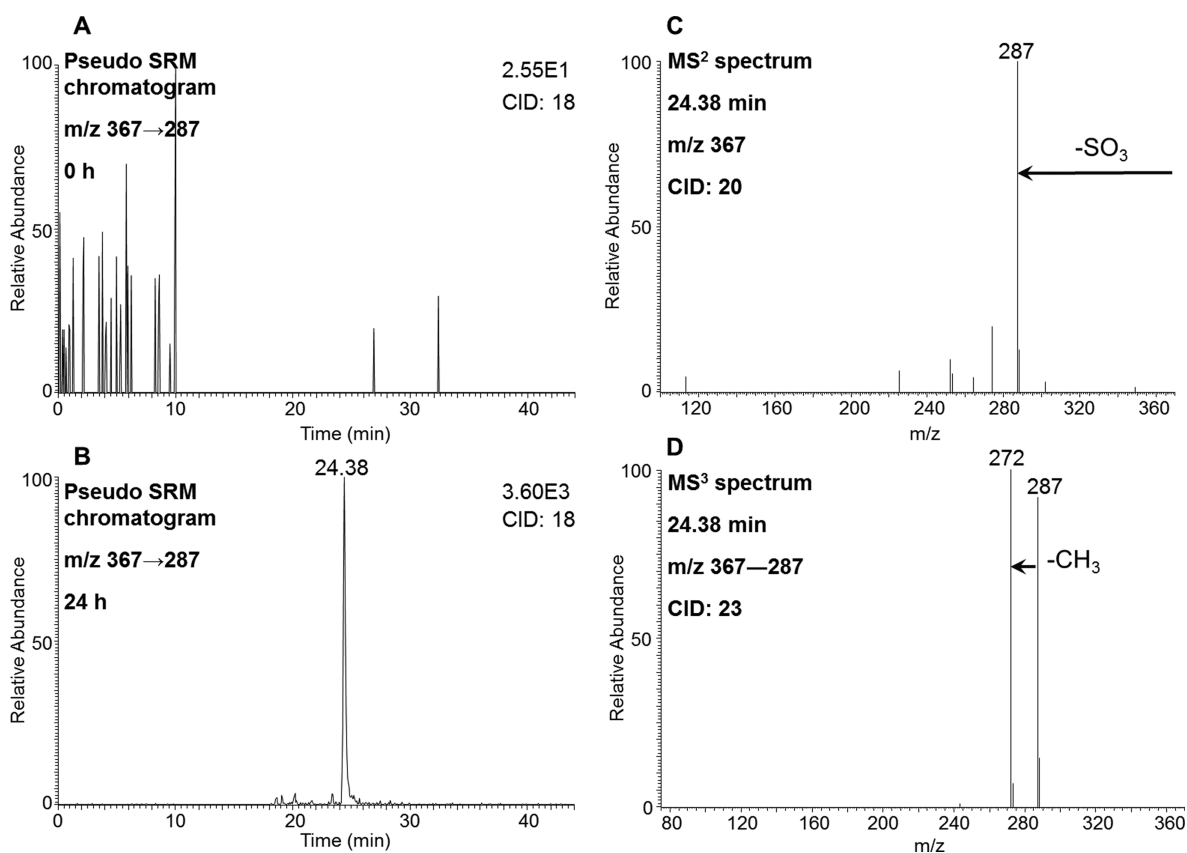 A
Pseudo SRM
chromatogram
m/z 367→287
0 h
2.55E1
CID: 18
100
50
0
Relative Abundance
0 10 20 30 40
Time (min)
B
Pseudo SRM
chromatogram
m/z 367→287
24 h
24.38
3.60E3
CID: 18
100
50
0
Relative Abundance
0 10 20 30 40
Time (min)
C
MS² spectrum
24.38 min
m/z 367
CID: 20
287
-SO₃
100
50
0
Relative Abundance
120 160 200 240 280 320 360
m/z
D
MS³ spectrum
24.38 min
m/z 367—287
CID: 23
272
287
-CH₃
100
50
0
Relative Abundance
80 120 160 200 240 280 320 360
m/z